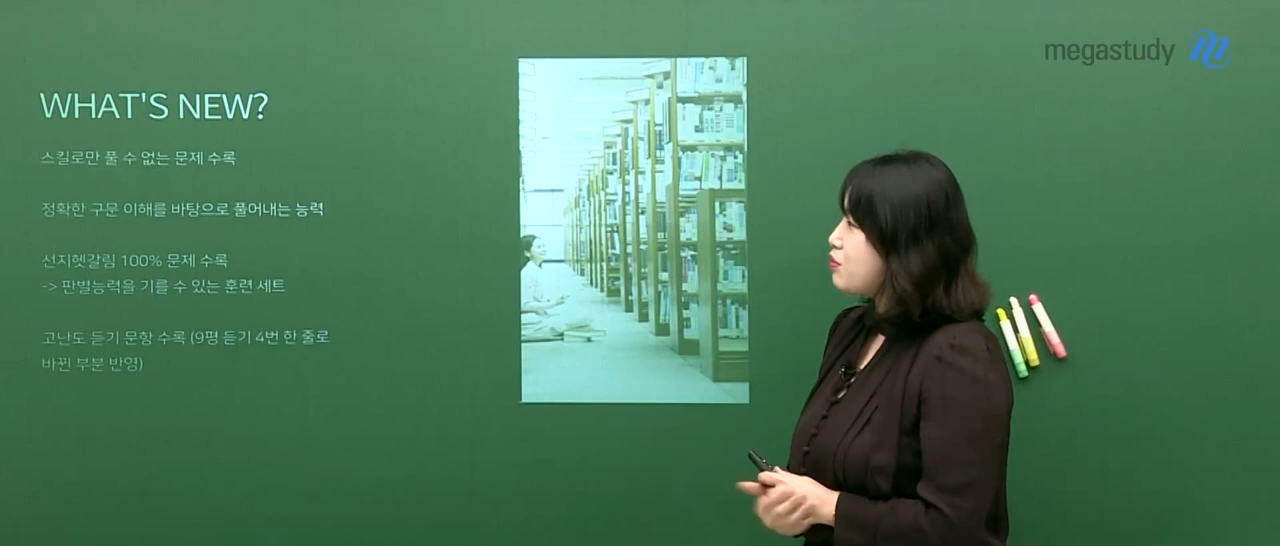 megastudy
WHAT'S NEW?
스킬로만 풀 수 없는 문제 수록
정확한 구문 이해를 바탕으로 풀어내는 능력
선지헷갈림 100% 문제 수록
-> 판별능력을 기를 수 있는 훈련 세트
고난도 듣기 문항 수록 (9평 듣기 4번 한 줄로
바뀐 부분 반영)